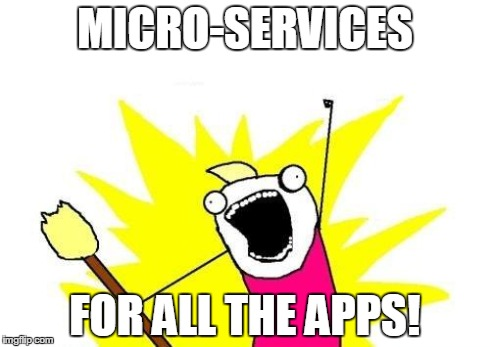 MICRO-SERVICES
FOR ALL THE APPS!
imgflip.com